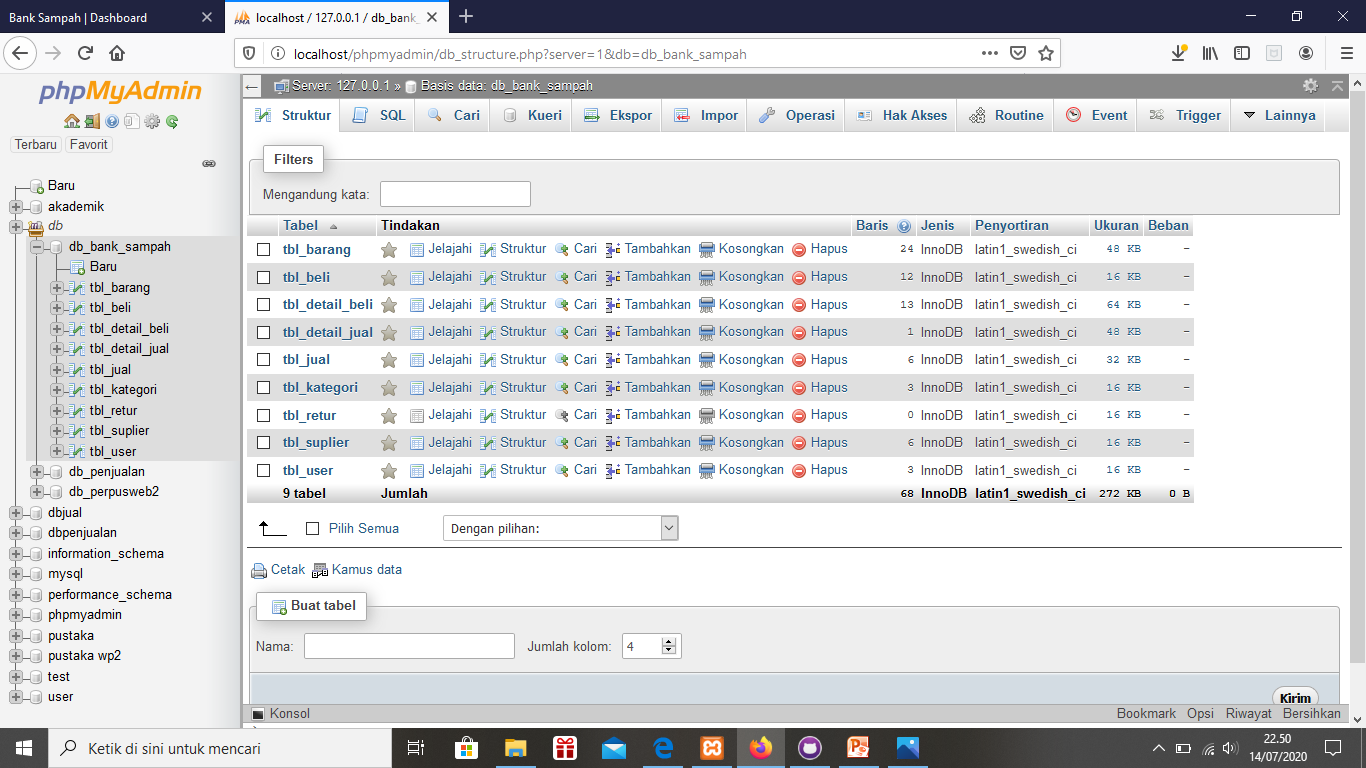 Bank Sampah | Dashboard
localhost / 127.0.0.1 / db_bank_
localhost/phpmyadmin/db_structure.php?server=1&db=db_bank_sampah
phpMyAdmin
Terbaru Favorit
Baru
akademik
db
db_bank_sampah
Baru
tbl_barang
tbl_beli
tbl_detail_beli
tbl_detail_jual
tbl_jual
tbl_kategori
tbl_retur
tbl_suplier
tbl_user
db_penjualan
db_perpusweb2
dbjual
dbpenjualan
information_schema
mysql
performance_schema
phpmyadmin
pustaka
pustaka wp2
test
user
Server: 127.0.0.1 » Basis data: db_bank_sampah
Struktur SQL Cari Kueri Ekspor Impor Operasi Hak Akses Routine Event Trigger Lainnya
Filters
Mengandung kata:
Tabel Tindakan Baris Jenis Penyortiran Ukuran Beban
tbl_barang Jelajahi Struktur Cari Tambahkan Kosongkan Hapus 24 InnoDB latin1_swedish_ci 48 KB -
tbl_beli Jelajahi Struktur Cari Tambahkan Kosongkan Hapus 12 InnoDB latin1_swedish_ci 16 KB -
tbl_detail_beli Jelajahi Struktur Cari Tambahkan Kosongkan Hapus 13 InnoDB latin1_swedish_ci 64 KB -
tbl_detail_jual Jelajahi Struktur Cari Tambahkan Kosongkan Hapus 1 InnoDB latin1_swedish_ci 48 KB -
tbl_jual Jelajahi Struktur Cari Tambahkan Kosongkan Hapus 6 InnoDB latin1_swedish_ci 32 KB -
tbl_kategori Jelajahi Struktur Cari Tambahkan Kosongkan Hapus 3 InnoDB latin1_swedish_ci 16 KB -
tbl_retur Jelajahi Struktur Cari Tambahkan Kosongkan Hapus 0 InnoDB latin1_swedish_ci 16 KB -
tbl_suplier Jelajahi Struktur Cari Tambahkan Kosongkan Hapus 6 InnoDB latin1_swedish_ci 16 KB -
tbl_user Jelajahi Struktur Cari Tambahkan Kosongkan Hapus 3 InnoDB latin1_swedish_ci 16 KB -
9 tabel Jumlah 68 InnoDB latin1_swedish_ci 272 KB 0 B
Pilih Semua Dengan pilihan:
Cetak Kamus data
Buat tabel
Nama: Jumlah kolom: 4
Kirim
Konsol Bookmark Opsi Riwayat Bersihkan
Ketik di sini untuk mencari
22.50
14/07/2020